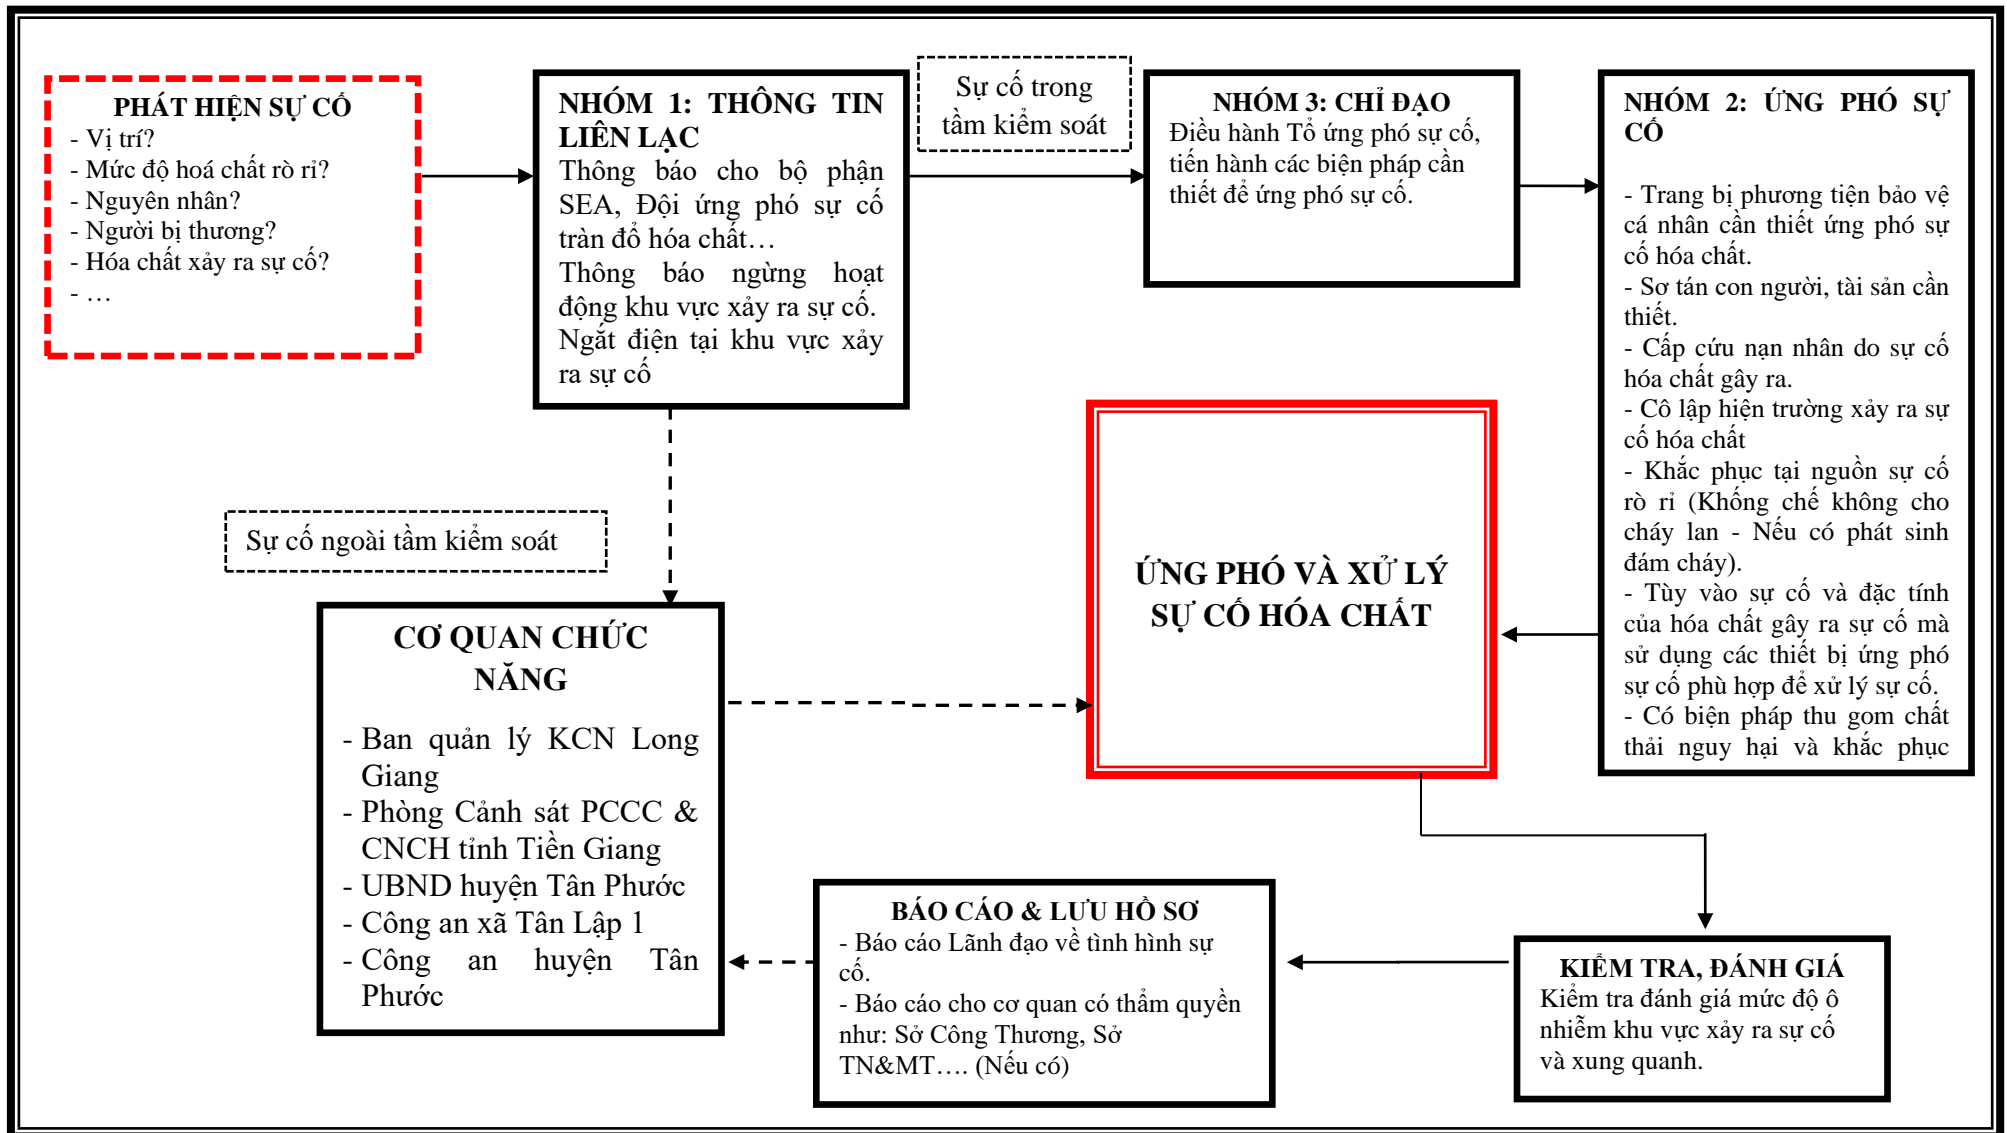 PHÁT HIỆN SỰ CỐ
- Vị trí?
- Mức độ hoá chất rò rỉ?
- Nguyên nhân?
- Người bị thương?
- Hóa chất xảy ra sự cố?
- …
NHÓM 1: THÔNG TIN
LIÊN LẠC
Thông báo cho bộ phận
SEA, Đội ứng phó sự cố
tràn đổ hóa chất…
Thông báo ngừng hoạt
động khu vực xảy ra sự cố.
Ngắt điện tại khu vực xảy
ra sự cố
Sự cố trong
tầm kiểm soát
NHÓM 3: CHỈ ĐẠO
Điều hành Tổ ứng phó sự cố,
tiến hành các biện pháp cần
thiết để ứng phó sự cố.
NHÓM 2: ỨNG PHÓ SỰ
CỐ
- Trang bị phương tiện bảo vệ
cá nhân cần thiết ứng phó sự
cố hóa chất.
- Sơ tán con người, tài sản cần
thiết.
- Cấp cứu nạn nhân do sự cố
hóa chất gây ra.
- Cô lập hiện trường xảy ra sự
cố hóa chất
- Khắc phục tại nguồn sự cố
rò rỉ (Khống chế không cho
cháy lan - Nếu có phát sinh
đám cháy).
- Tùy vào sự cố và đặc tính
của hóa chất gây ra sự cố mà
sử dụng các thiết bị ứng phó
sự cố phù hợp để xử lý sự cố.
- Có biện pháp thu gom chất
thải nguy hại và khắc phục
Sự cố ngoài tầm kiểm soát
ỨNG PHÓ VÀ XỬ LÝ
SỰ CỐ HÓA CHẤT
CƠ QUAN CHỨC
NĂNG
- Ban quản lý KCN Long
Giang
- Phòng Cảnh sát PCCC &
CNCH tỉnh Tiền Giang
- UBND huyện Tân Phước
- Công an xã Tân Lập 1
- Công an huyện Tân
Phước
BÁO CÁO & LƯU HỒ SƠ
- Báo cáo Lãnh đạo về tình hình sự
cố.
- Báo cáo cho cơ quan có thẩm quyền
như: Sở Công Thương, Sở
TN&MT…. (Nếu có)
KIỂM TRA, ĐÁNH GIÁ
Kiểm tra đánh giá mức độ ô
nhiễm khu vực xảy ra sự cố
và xung quanh.